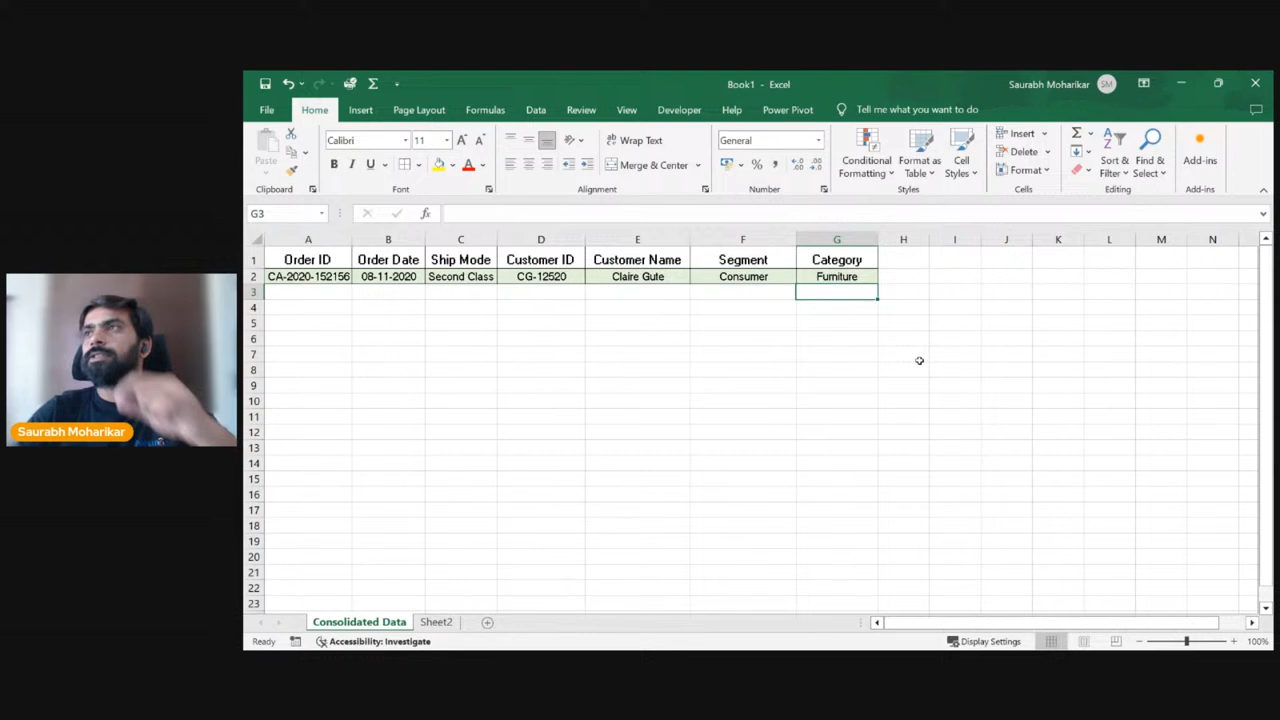 Book1 - Excel
Saurabh Moharikar
SM
File Home Insert Page Layout Formulas Data Review View Developer Help Power Pivot Tell me what you want to do
Paste
Clipboard
Calibri
11
B I U
Font
Wrap Text
Merge & Center
Alignment
General
Number
Conditional Formatting
Format as Table
Cell Styles
Styles
Insert
Delete
Format
Cells
Sort & Filter
Find & Select
Editing
Add-ins
Add-ins
G3
fx
A B C D E F G H I J K L M N
1 Order ID Order Date Ship Mode Customer ID Customer Name Segment Category
2 CA-2020-152156 08-11-2020 Second Class CG-12520 Claire Gute Consumer Furniture
3
4
5
6
7
8
9
10
11
12
13
14
15
16
17
18
19
20
21
22
23
Saurabh Moharikar
Consolidated Data Sheet2
Ready Accessibility: Investigate Display Settings 100%